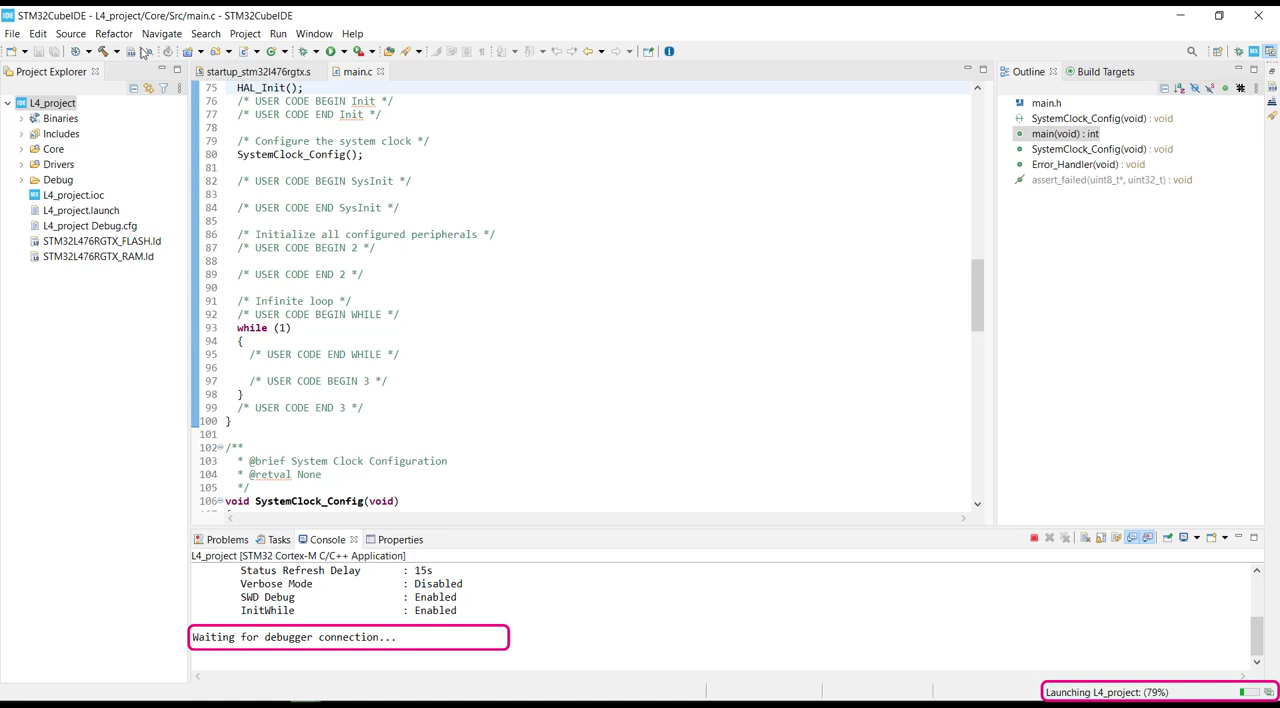 IDE STM32CubeIDE - L4_project/Core/Src/main.c - STM32CubeIDE
File Edit Source Refactor Navigate Search Project Run Window Help
Project Explorer
startup_stm32l476rgtx.s
main.c
Outline
Build Targets
IDE L4_project
Binaries
Includes
Core
Drivers
Debug
MX L4_project.ioc
L4_project.launch
L4_project Debug.cfg
STM32L476RGTX_FLASH.ld
STM32L476RGTX_RAM.ld
75 HAL_Init();
76 /* USER CODE BEGIN Init */
77 /* USER CODE END Init */
78
79 /* Configure the system clock */
80 SystemClock_Config();
81
82 /* USER CODE BEGIN SysInit */
83
84 /* USER CODE END SysInit */
85
86 /* Initialize all configured peripherals */
87 /* USER CODE BEGIN 2 */
88
89 /* USER CODE END 2 */
90
91 /* Infinite loop */
92 /* USER CODE BEGIN WHILE */
93 while (1)
94 {
95 /* USER CODE END WHILE */
96
97 /* USER CODE BEGIN 3 */
98 }
99 /* USER CODE END 3 */
100 }
101
102 /**
103 * @brief System Clock Configuration
104 * @retval None
105 */
106 void SystemClock_Config(void)
main.h
SystemClock_Config(void) : void
main(void) : int
SystemClock_Config(void) : void
Error_Handler(void) : void
assert_failed(uint8_t*, uint32_t) : void
Problems Tasks Console Properties
L4_project [STM32 Cortex-M C/C++ Application]
Status Refresh Delay : 15s
Verbose Mode : Disabled
SWD Debug : Enabled
InitWhile : Enabled
Waiting for debugger connection...
Launching L4_project: (79%)